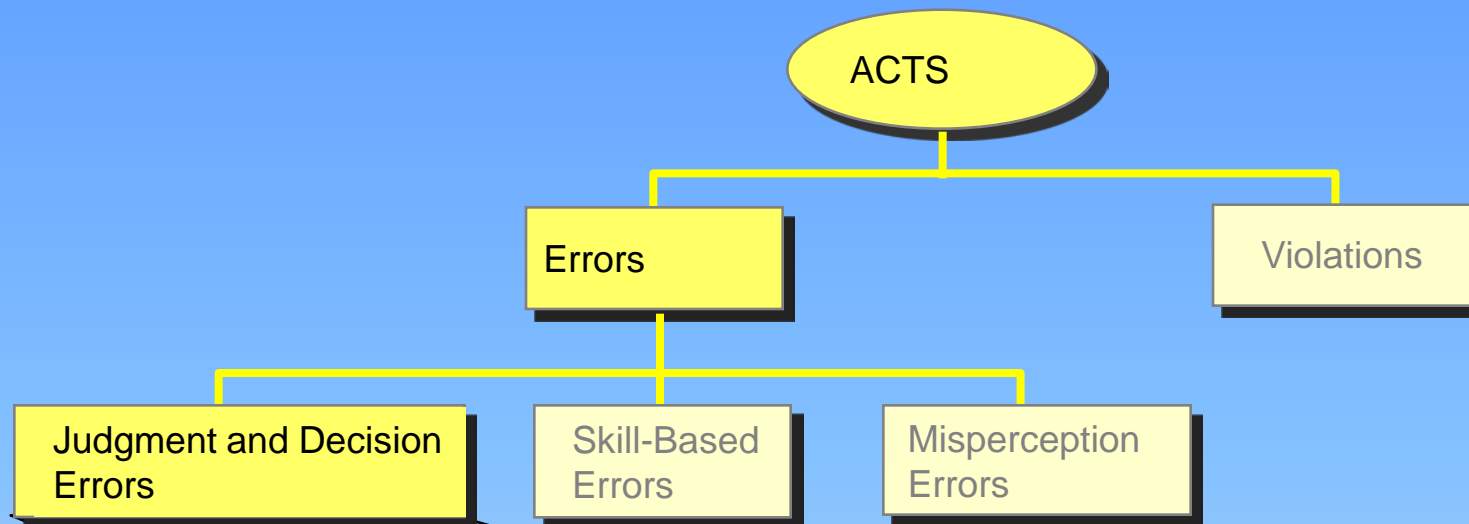 ACTS
Errors
Violations
Judgment and Decision
Errors
Skill-Based
Errors
Misperception
Errors